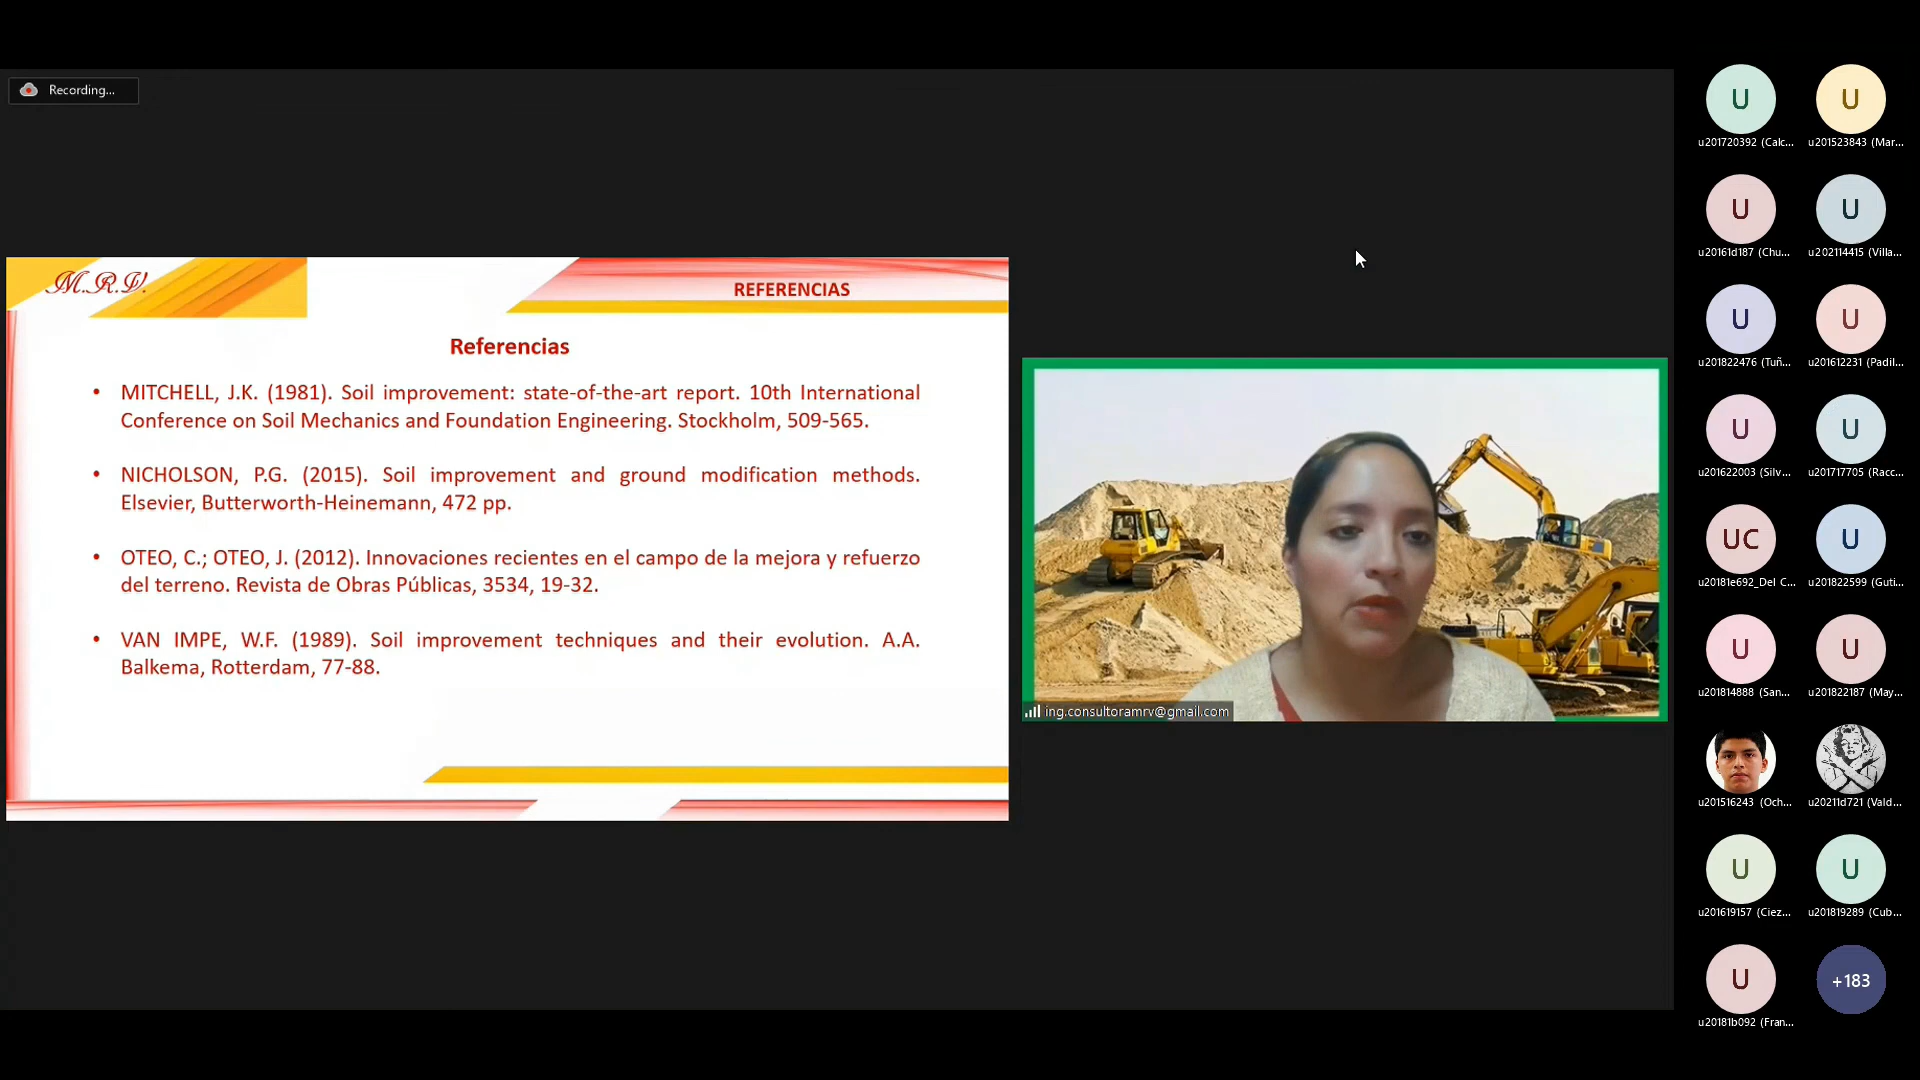 Recording...
M.R.V.
REFERENCIAS
Referencias
• MITCHELL, J.K. (1981). Soil improvement: state-of-the-art report. 10th International
Conference on Soil Mechanics and Foundation Engineering. Stockholm, 509-565.
• NICHOLSON, P.G. (2015). Soil improvement and ground modification methods.
Elsevier, Butterworth-Heinemann, 472 pp.
• OTEO, C.; OTEO, J. (2012). Innovaciones recientes en el campo de la mejora y refuerzo
del terreno. Revista de Obras Públicas, 3534, 19-32.
• VAN IMPE, W.F. (1989). Soil improvement techniques and their evolution. A.A.
Balkema, Rotterdam, 77-88.
ing.consultoramrv@gmail.com
U U
u201720392 (Calc... u201523843 (Mar...
U U
u20161d187 (Chu... u202114415 (Villa...
U U
u201822476 (Tuñ... u201612231 (Padil...
U U
u201622003 (Silv... u201717705 (Racc...
UC U
u20181e692_Del C... u201822599 (Guti...
U U
u201814888 (San... u201822187 (May...
u201516243 (Och... u20211d721 (Vald...
U U
u201619157 (Ciez... u201819289 (Cub...
U +183
u20181b092 (Fran...